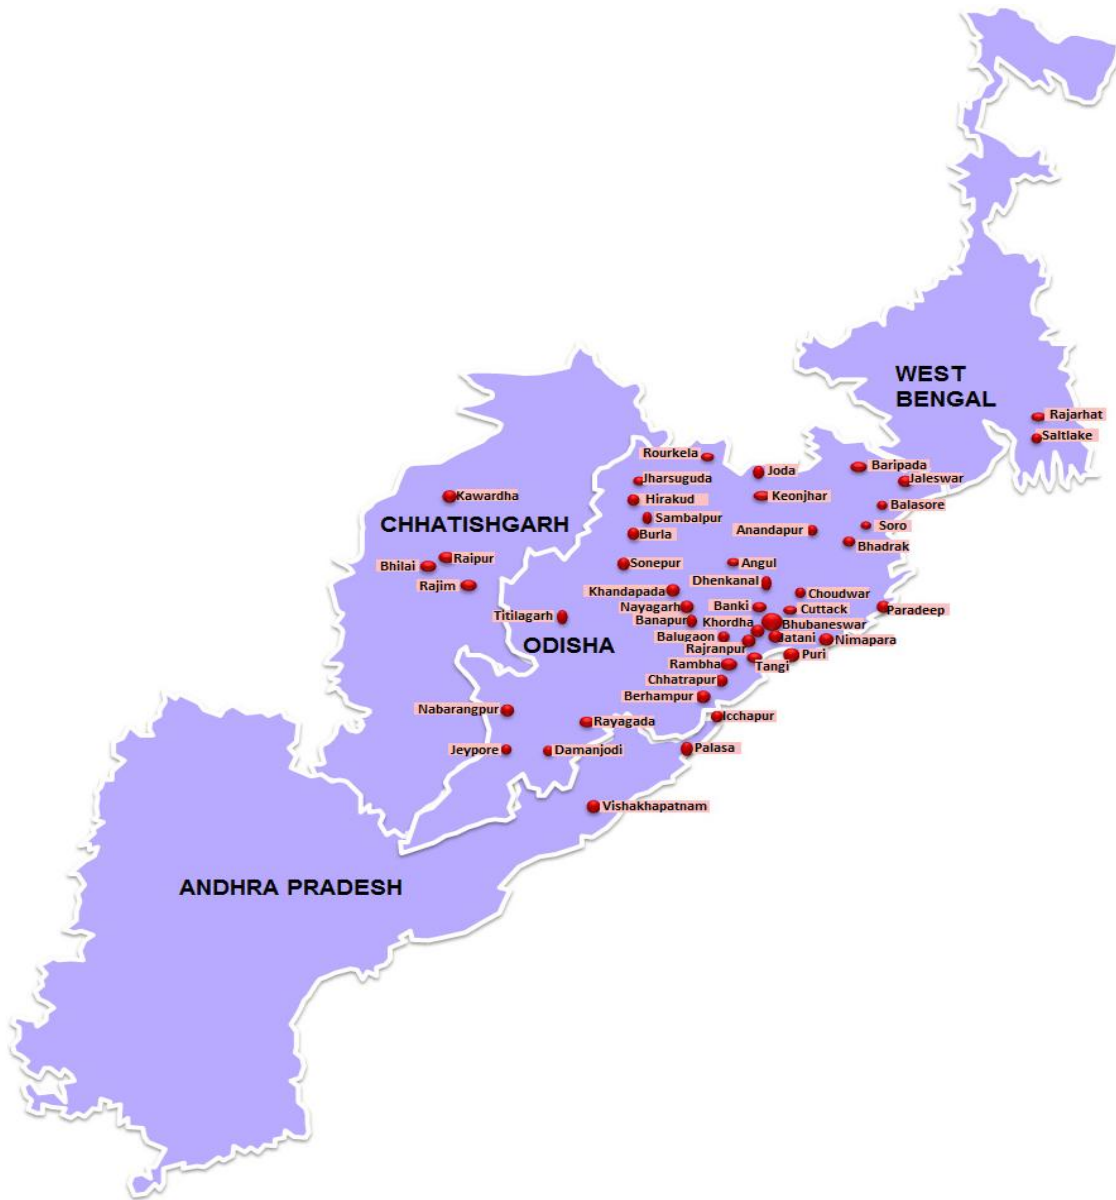 WEST
BENGAL
Rajarhat
Saltlake
Rourkela
Joda
Baripada
Jharsuguda
Jaleswar
Kawardha
Hirakud
Keonjhar
Balasore
CHHATISHGARH
Sambalpur
Anandapur
Soro
Burla
Bhadrak
Raipur
Bhilai
Sonepur
Angul
Rajim
Dhenkanal
Khandapada
Choudwar
Nayagarh
Banki
Cuttack
Paradeep
Titilagarh
Banapur
Khordha
Bhubaneswar
ODISHA
Balugaon
Jatani
Nimapara
Rajranpur
Puri
Rambha
Tangi
Chhatrapur
Berhampur
Nabarangpur
Icchapur
Rayagada
Jeypore
Damanjodi
Palasa
Vishakhapatnam
ANDHRA PRADESH